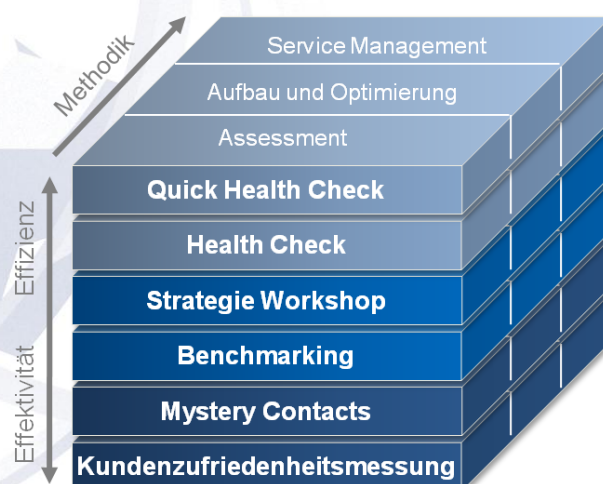 Methodik
Service Management
Aufbau und Optimierung
Assessment
Quick Health Check
Health Check
Strategie Workshop
Benchmarking
Mystery Contacts
Kundenzufriedenheitsmessung
Effizienz
Effektivität